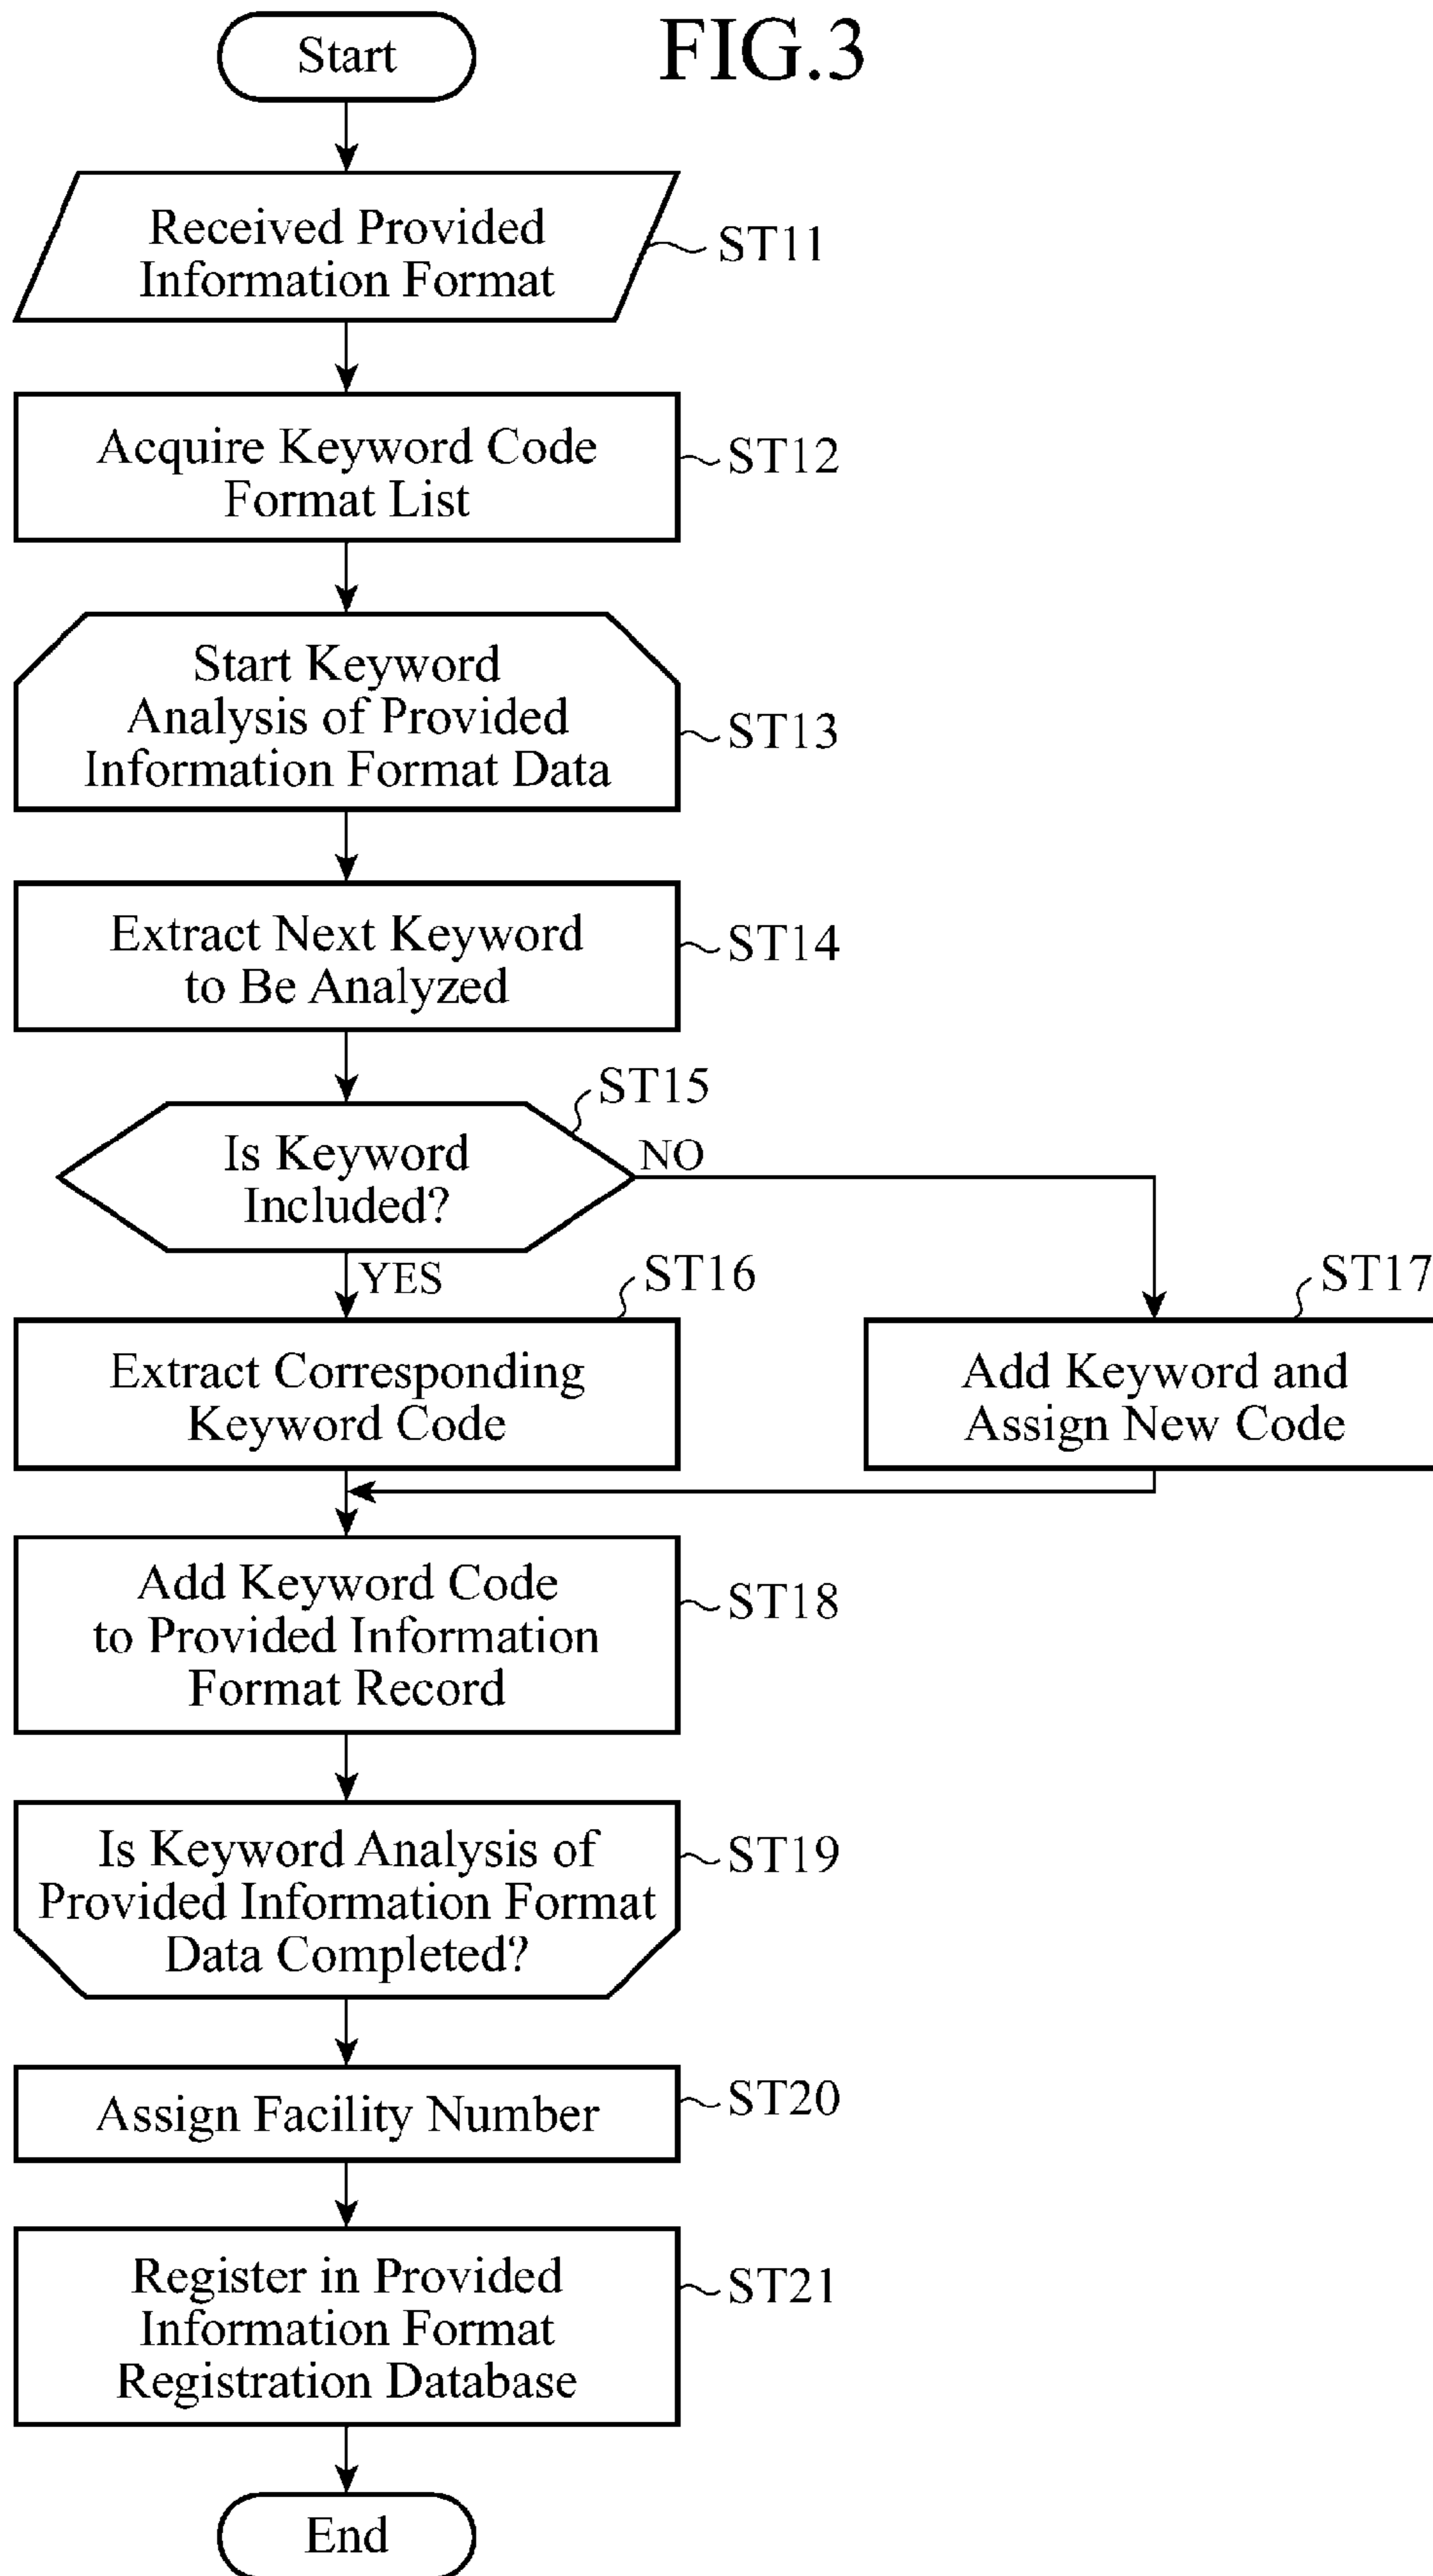 FIG.3
Start
Received Provided
Information Format
ST11
Acquire Keyword Code
Format List
ST12
Start Keyword
Analysis of Provided
Information Format Data
ST13
Extract Next Keyword
to Be Analyzed
ST14
ST15
Is Keyword
Included?
NO
YES
ST16
Extract Corresponding
Keyword Code
ST17
Add Keyword and
Assign New Code
Add Keyword Code
to Provided Information
Format Record
ST18
Is Keyword Analysis of
Provided Information Format
Data Completed?
ST19
Assign Facility Number
ST20
Register in Provided
Information Format
Registration Database
ST21
End